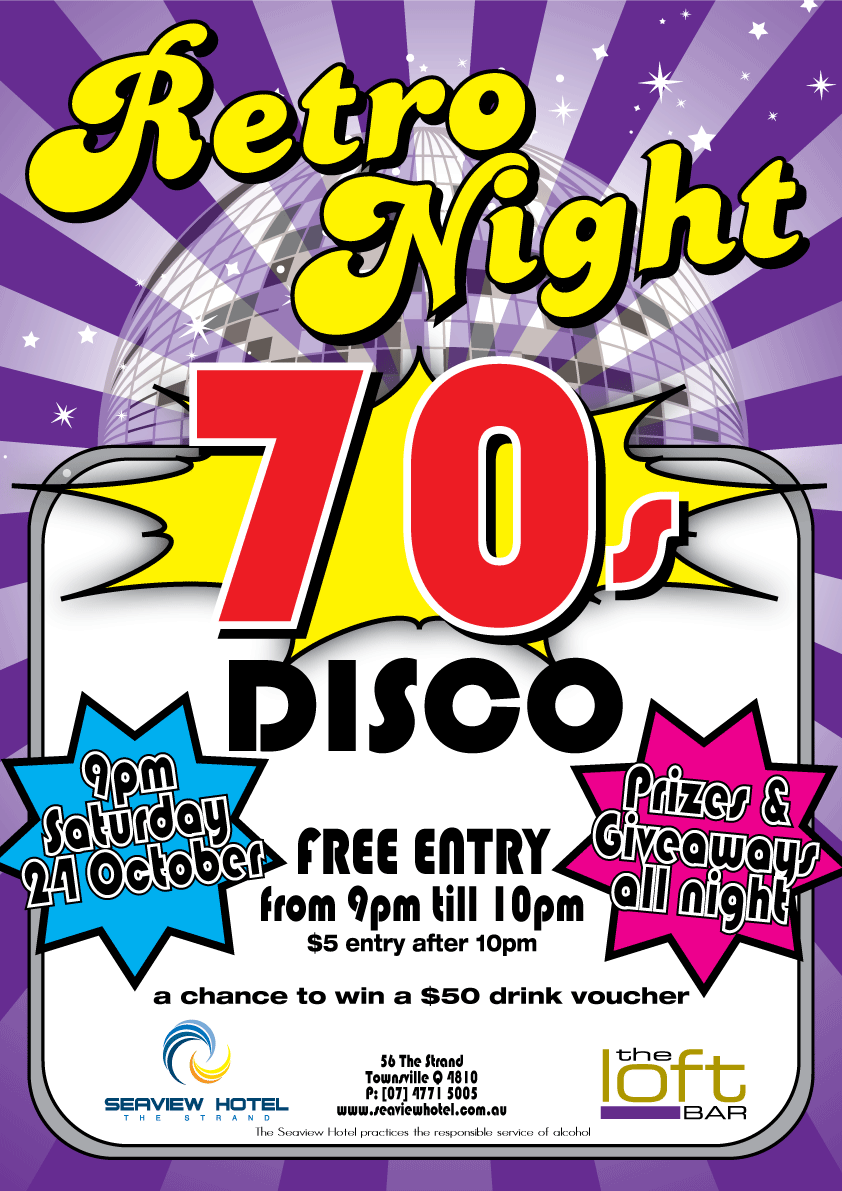 Retro
Night
70s
DISCO
9pm
Saturday
24 October
Prizes &
Giveaways
all night
FREE ENTRY
from 9pm till 10pm
$5 entry after 10pm
a chance to win a $50 drink voucher
SEAVIEW HOTEL
THE STRAND
56 The Strand
Townsville Q 4810
P: [07] 4771 5005
www.seaviewhotel.com.au
the
loft
BAR
The Seaview Hotel practices the responsible service of alcohol